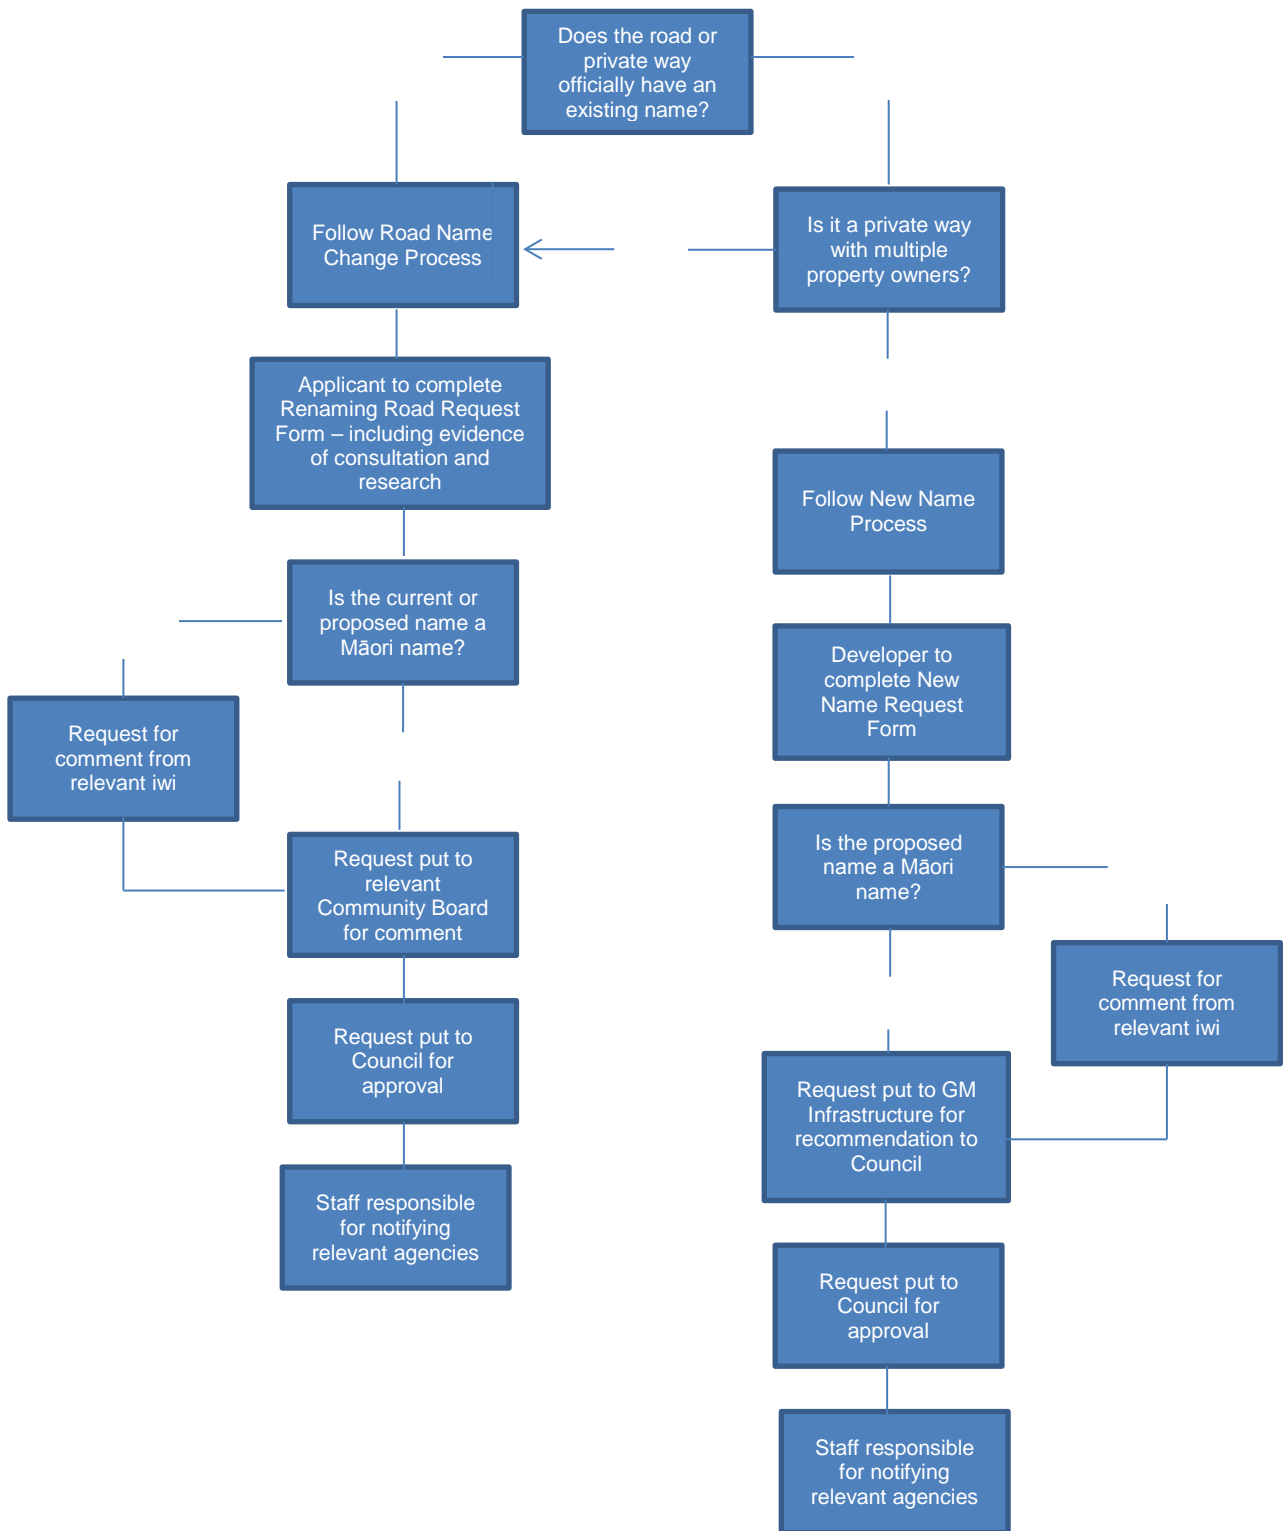 Does the road or
private way
officially have an
existing name?
Follow Road Name
Change Process
Is it a private way
with multiple
property owners?
Applicant to complete
Renaming Road Request
Form – including evidence
of consultation and
research
Follow New Name
Process
Is the current or
proposed name a
Māori name?
Developer to
complete New
Name Request
Form
Request for
comment from
relevant iwi
Request put to
relevant
Community Board
for comment
Is the proposed
name a Māori
name?
Request for
comment from
relevant iwi
Request put to
Council for
approval
Request put to GM
Infrastructure for
recommendation to
Council
Staff responsible
for notifying
relevant agencies
Request put to
Council for
approval
Staff responsible
for notifying
relevant agencies